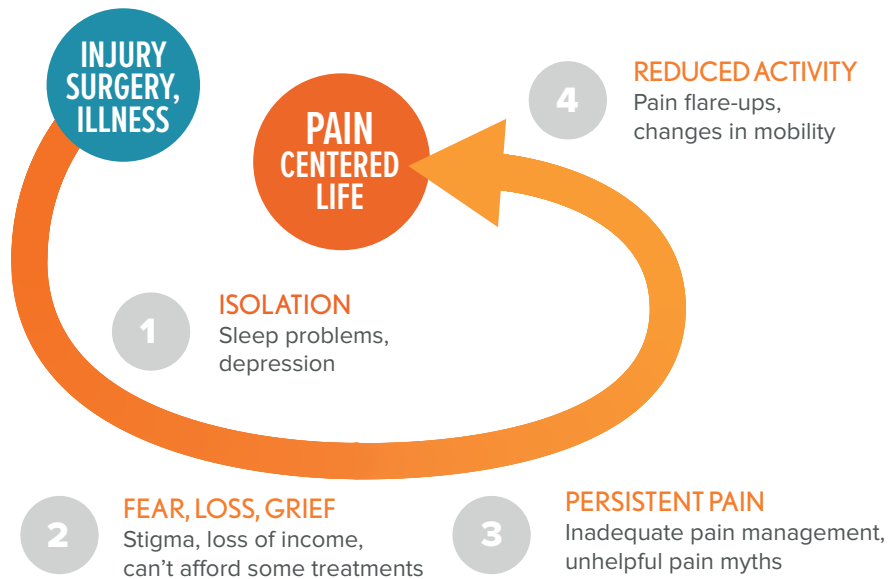 INJURY
SURGERY,
ILLNESS
PAIN
CENTERED
LIFE
1
ISOLATION
Sleep problems,
depression
2
FEAR, LOSS, GRIEF
Stigma, loss of income,
can't afford some treatments
3
PERSISTENT PAIN
Inadequate pain management,
unhelpful pain myths
4
REDUCED ACTIVITY
Pain flare-ups,
changes in mobility